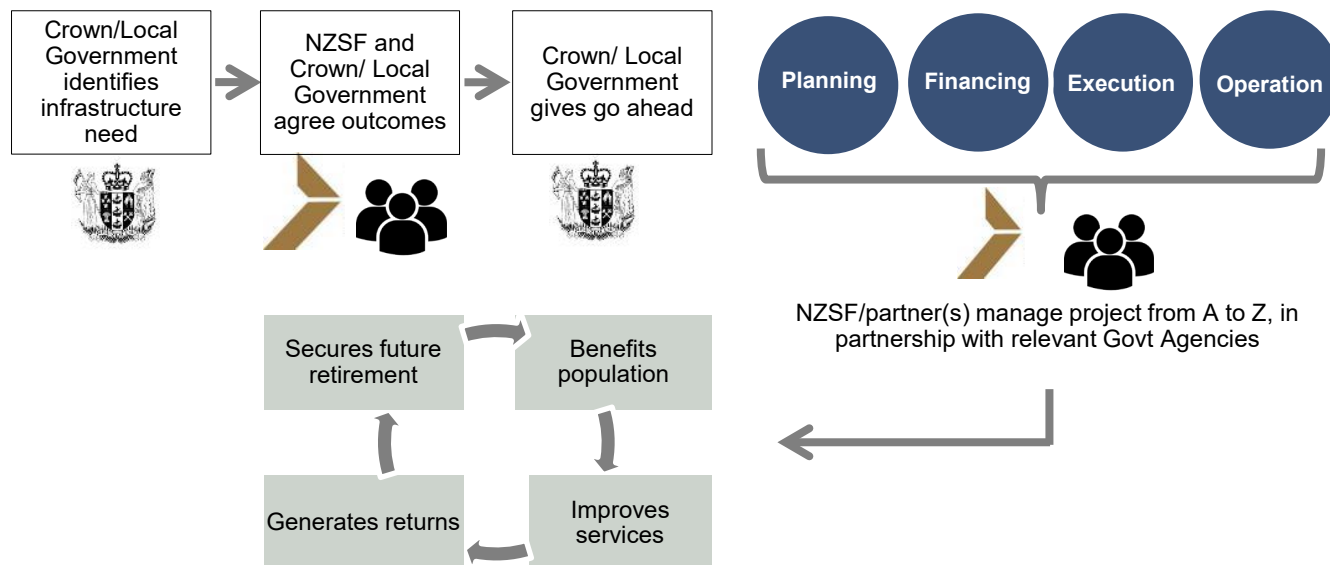 Crown/Local
Government
identifies
infrastructure
need
NZSF and
Crown/ Local
Government
agree outcomes
Crown/ Local
Government
gives go ahead
Planning
Financing
Execution
Operation
NZSF/partner(s) manage project from A to Z, in
partnership with relevant Govt Agencies
Secures future
retirement
Benefits
population
Generates returns
Improves
services